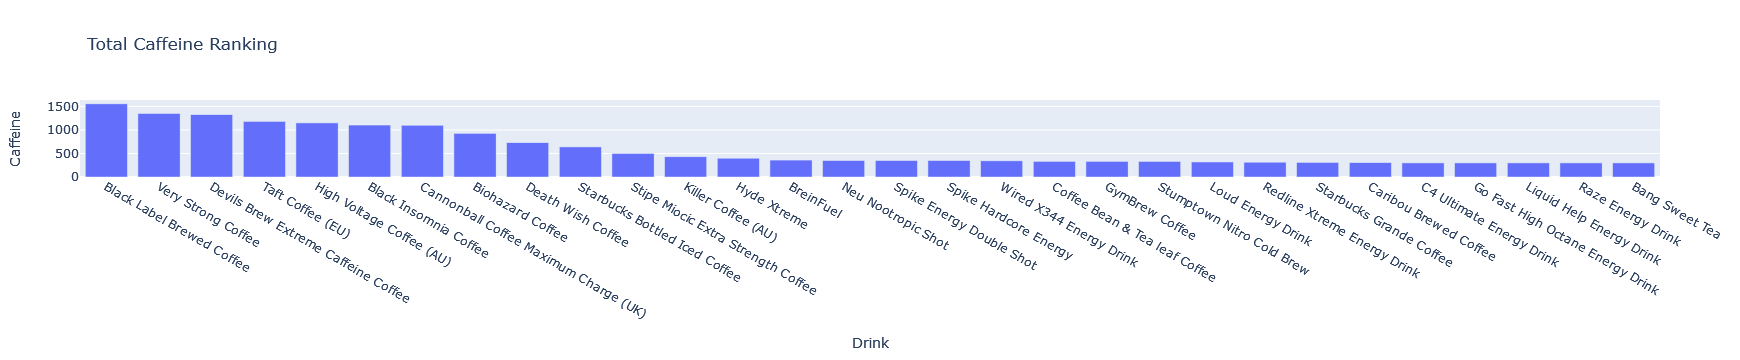 Total Caffeine Ranking
Caffeine
1500
1000
500
0
Black Label Brewed Coffee
Very Strong Coffee
Devils Brew Extreme Caffeine Coffee
Taft Coffee (EU)
High Voltage Coffee (AU)
Black Insomnia Coffee
Cannonball Coffee Maximum Charge (UK)
Biohazard Coffee
Death Wish Coffee
Starbucks Bottled Iced Coffee
Stipe Miocic Extra Strength Coffee
Killer Coffee (AU)
Hyde Xtreme
BreinFuel
Neu Nootropic Shot
Spike Energy Double Shot
Spike Hardcore Energy
Wired X344 Energy Drink
Coffee Bean & Tea leaf Coffee
GymBrew Coffee
Stumptown Nitro Cold Brew
Loud Energy Drink
Redline Xtreme Energy Drink
Starbucks Grande Coffee
Caribou Brewed Coffee
C4 Ultimate Energy Drink
Go Fast High Octane Energy Drink
Liquid Help Energy Drink
Raze Energy Drink
Bang Sweet Tea
Drink